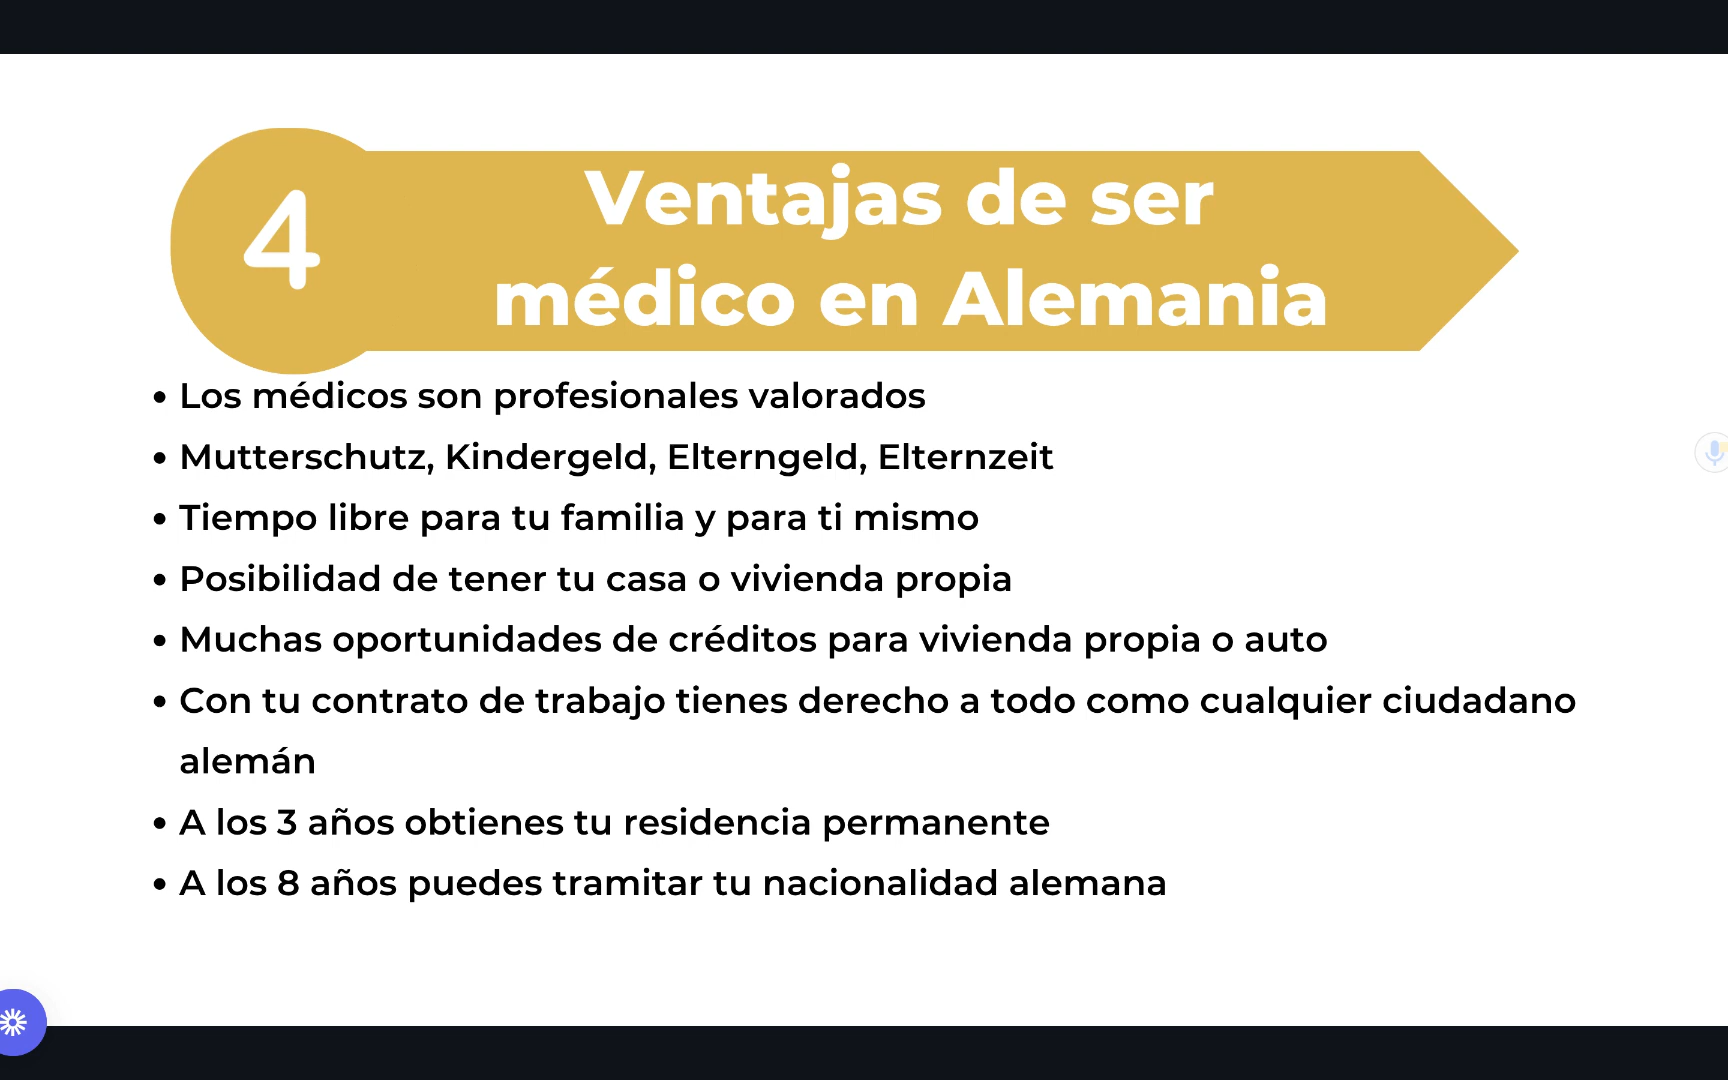 4
Ventajas de ser
médico en Alemania
• Los médicos son profesionales valorados
• Mutterschutz, Kindergeld, Elterngeld, Elternzeit
• Tiempo libre para tu familia y para ti mismo
• Posibilidad de tener tu casa o vivienda propia
• Muchas oportunidades de créditos para vivienda propia o auto
• Con tu contrato de trabajo tienes derecho a todo como cualquier ciudadano
alemán
• A los 3 años obtienes tu residencia permanente
• A los 8 años puedes tramitar tu nacionalidad alemana